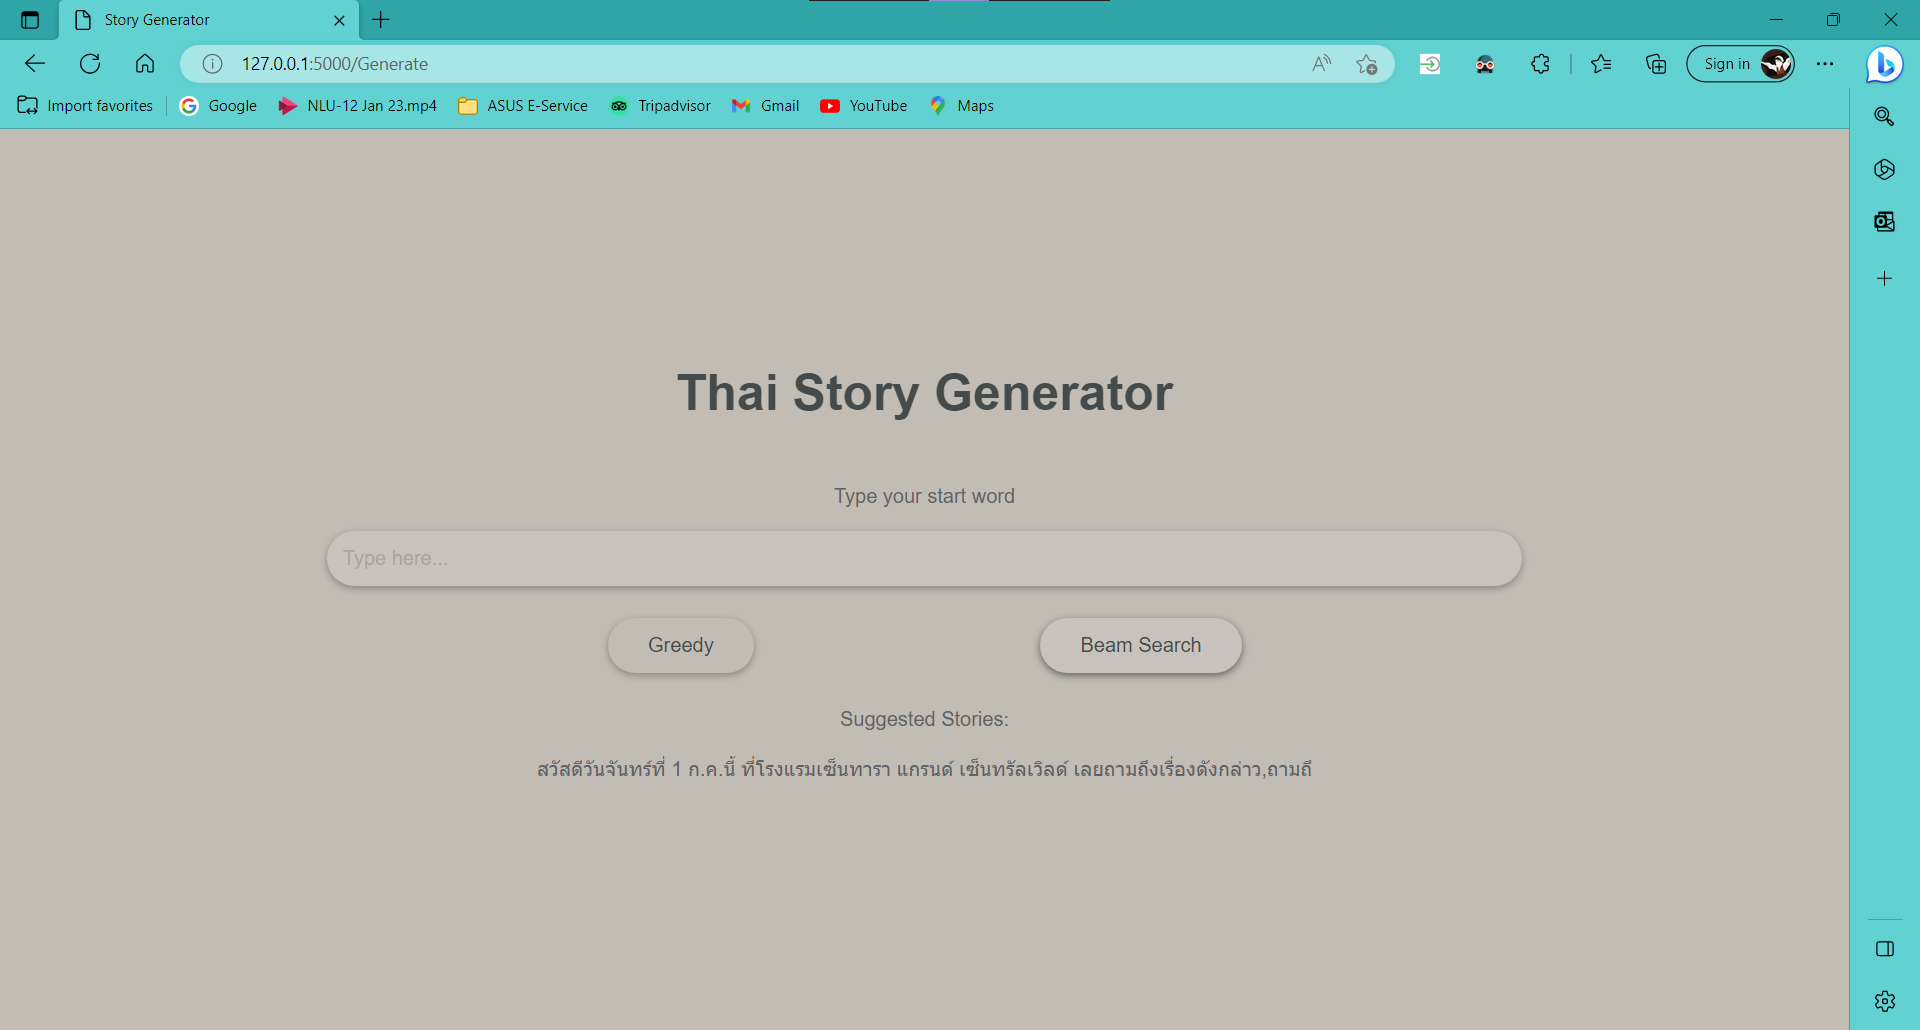 Story Generator
127.0.0.1:5000/Generate
Sign in
Import favorites
Google
NLU-12 Jan 23.mp4
ASUS E-Service
Tripadvisor
Gmail
YouTube
Maps
Thai Story Generator
Type your start word
Type here...
Greedy
Beam Search
Suggested Stories:
สวัสดีวันจันทร์ที่ 1 ก.ค.นี้ ที่โรงแรมเซ็นทารา แกรนด์ เซ็นทรัลเวิลด์ เลยถามถึงเรื่องดังกล่าว,ถามถึ